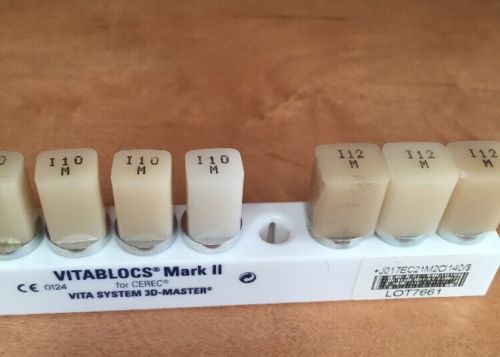 0
I10
M
I10
M
I10
M
I12
M
I12
M
I12
M
VITABLOCS® Mark II
for CEREC®
CE 0124
VITA SYSTEM 3D-MASTER®
+J017EC21M2CI140/$
LOT7661